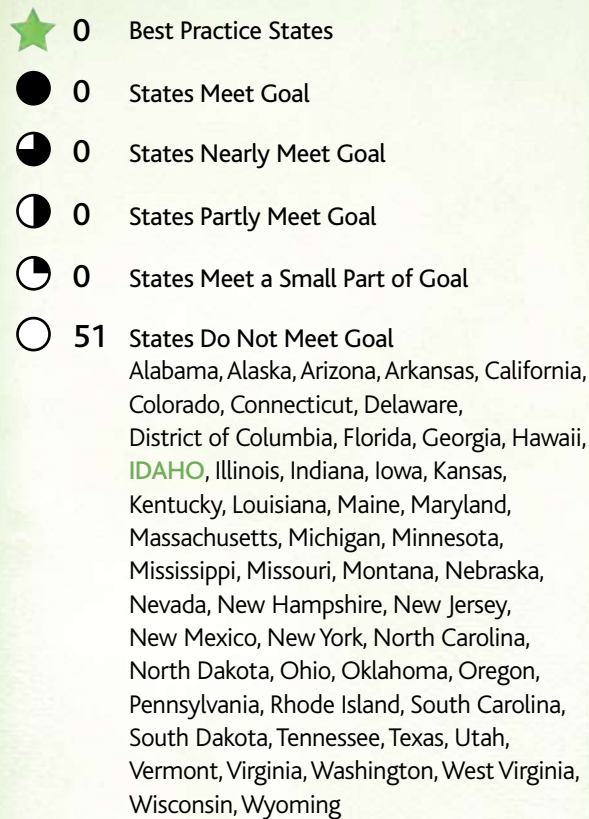 0 Best Practice States
0 States Meet Goal
0 States Nearly Meet Goal
0 States Partly Meet Goal
0 States Meet a Small Part of Goal
51 States Do Not Meet Goal
Alabama, Alaska, Arizona, Arkansas, California,
Colorado, Connecticut, Delaware,
District of Columbia, Florida, Georgia, Hawaii,
IDAHO, Illinois, Indiana, Iowa, Kansas,
Kentucky, Louisiana, Maine, Maryland,
Massachusetts, Michigan, Minnesota,
Mississippi, Missouri, Montana, Nebraska,
Nevada, New Hampshire, New Jersey,
New Mexico, New York, North Carolina,
North Dakota, Ohio, Oklahoma, Oregon,
Pennsylvania, Rhode Island, South Carolina,
South Dakota, Tennessee, Texas, Utah,
Vermont, Virginia, Washington, West Virginia,
Wisconsin, Wyoming